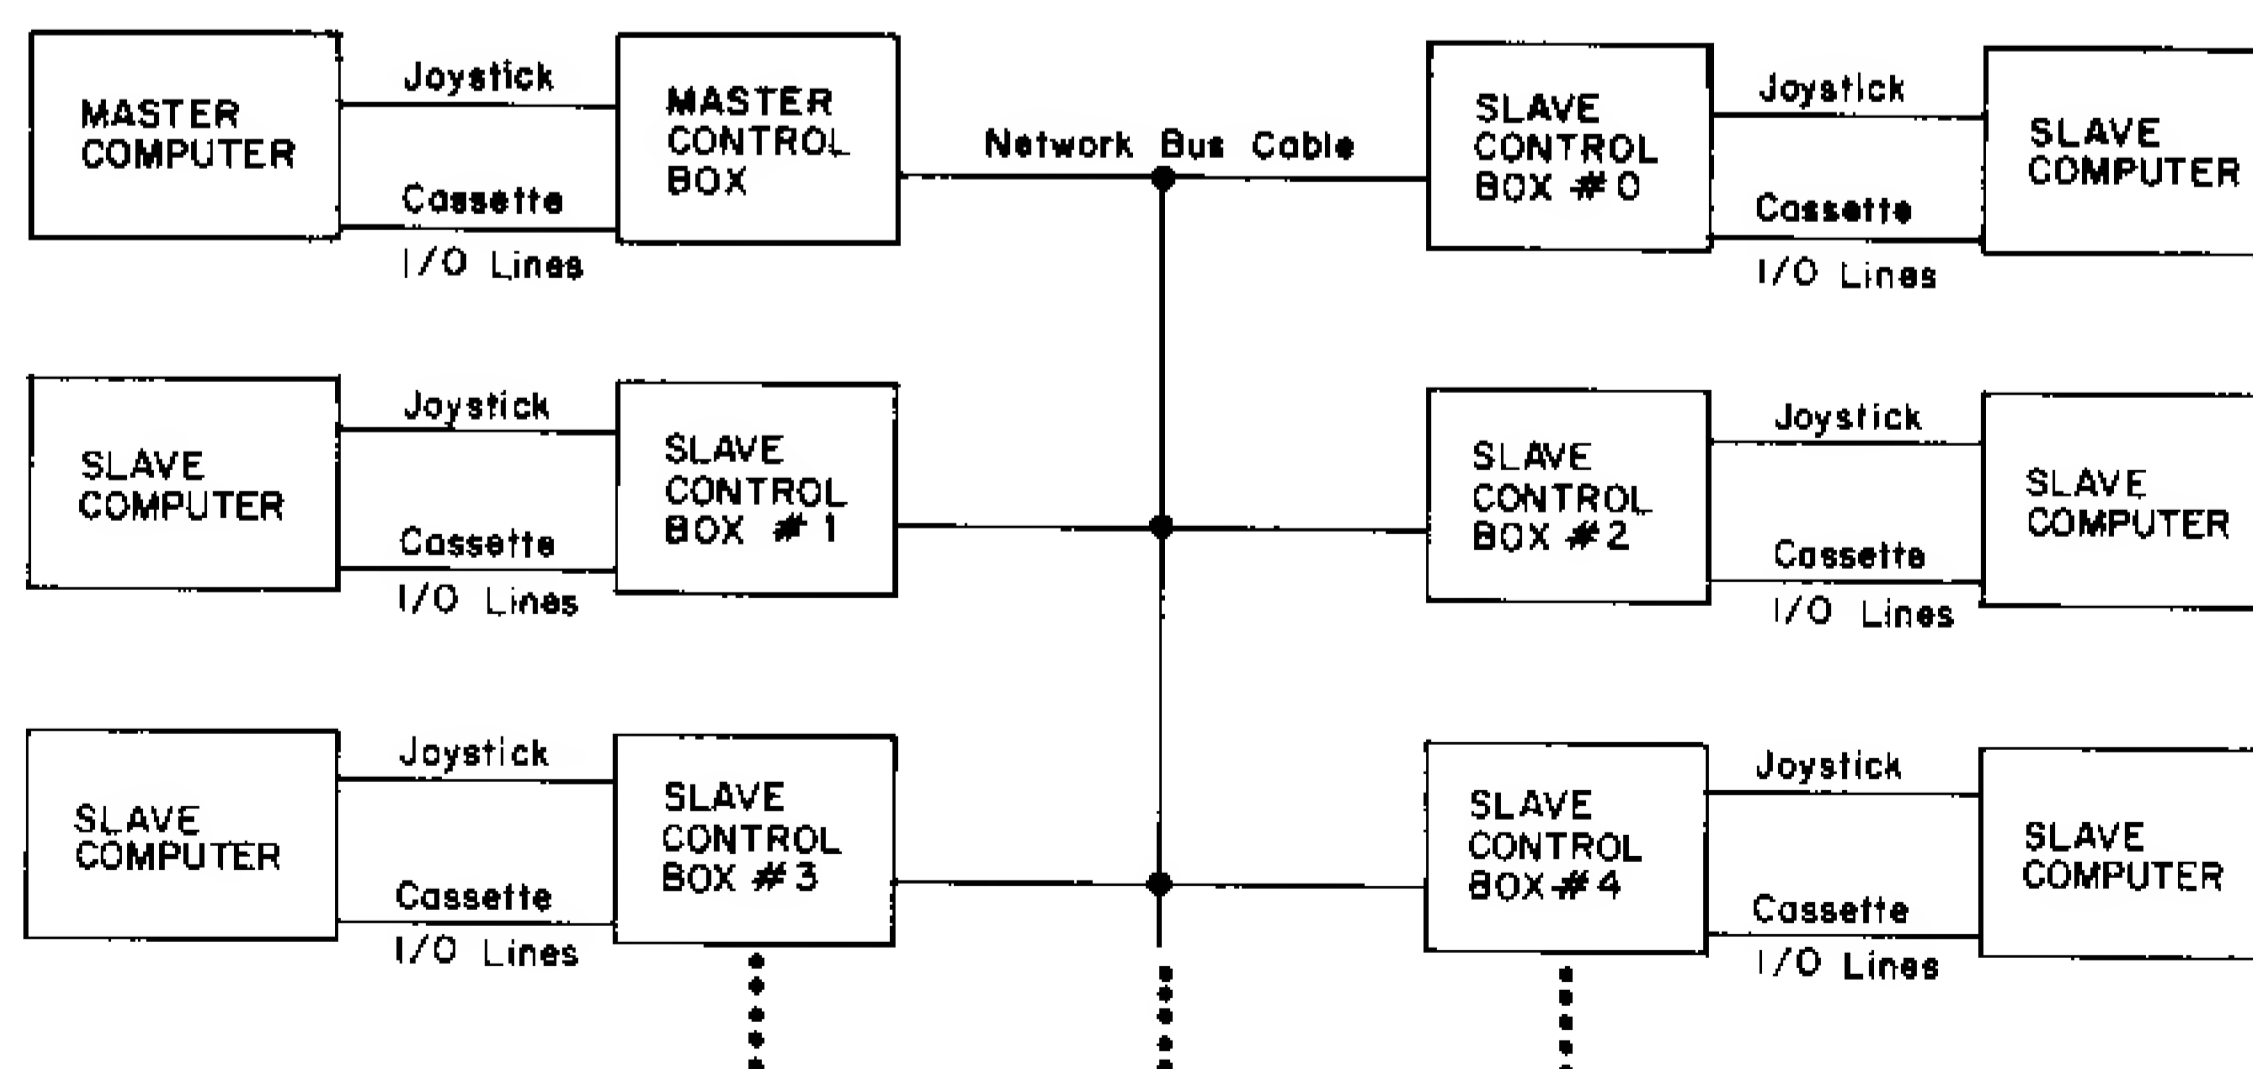 MASTER
COMPUTER
Joystick
Cassette
I/O Lines
MASTER
CONTROL
BOX
Network Bus Cable
SLAVE
CONTROL
BOX #0
Joystick
Cassette
I/O Lines
SLAVE
COMPUTER
SLAVE
COMPUTER
Joystick
Cassette
I/O Lines
SLAVE
CONTROL
BOX #1
SLAVE
CONTROL
BOX #2
Joystick
Cassette
I/O Lines
SLAVE
COMPUTER
SLAVE
COMPUTER
Joystick
Cassette
I/O Lines
SLAVE
CONTROL
BOX #3
SLAVE
CONTROL
BOX #4
Joystick
Cassette
I/O Lines
SLAVE
COMPUTER